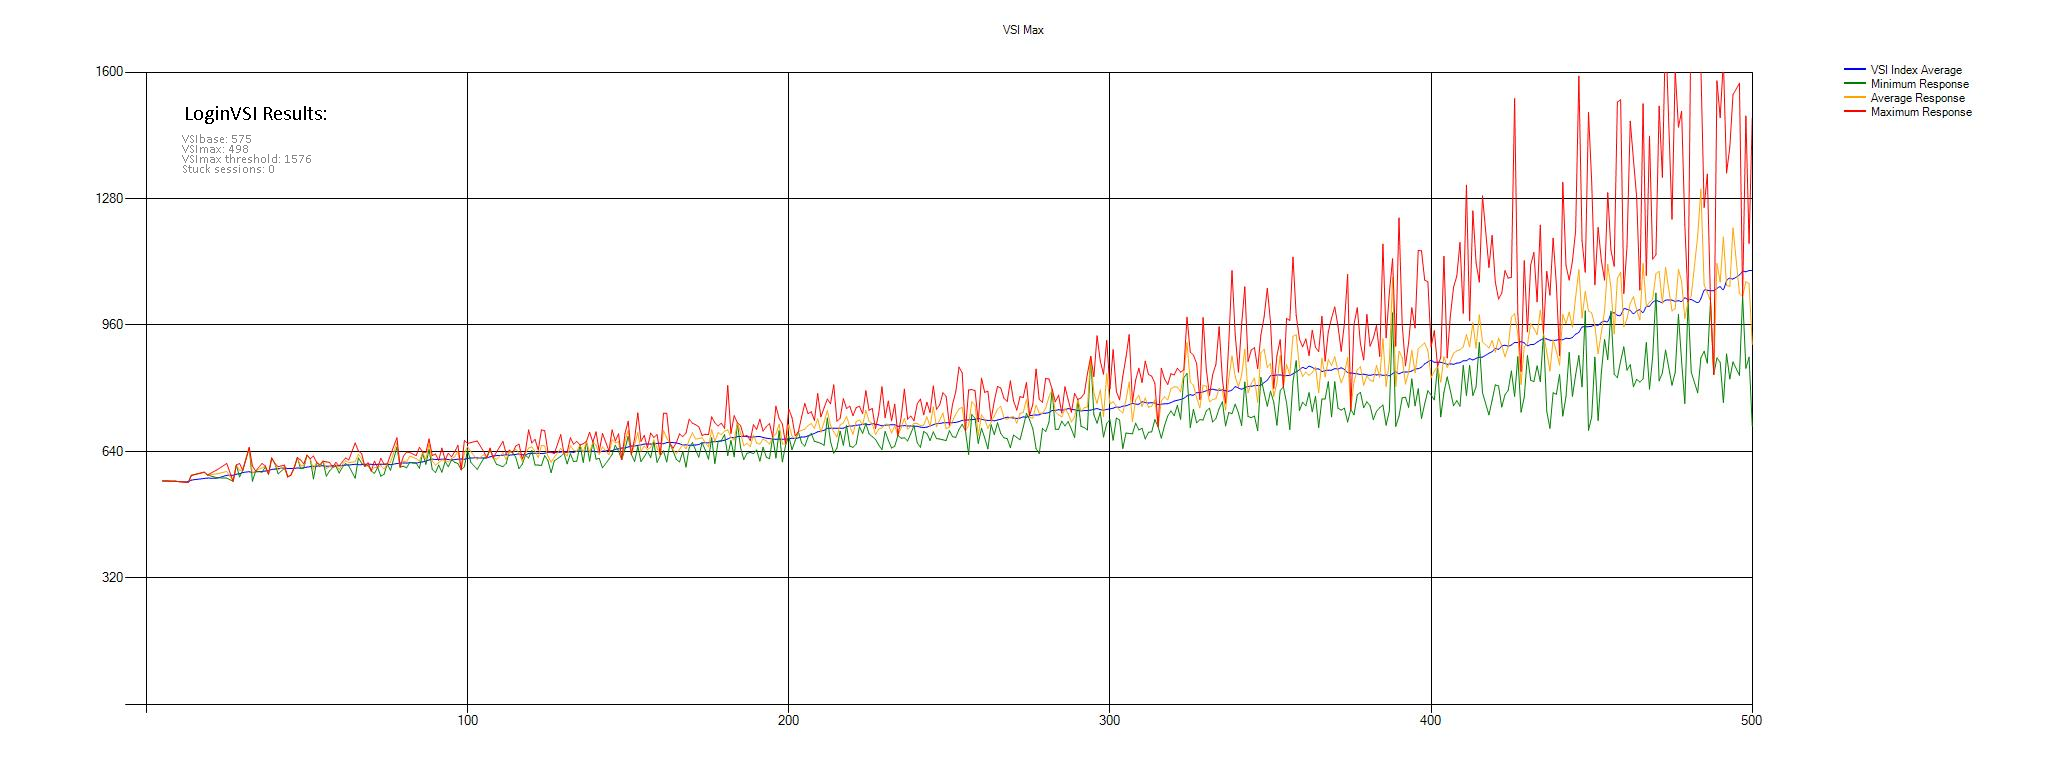 VSI Max
1600
1280
960
640
320
LoginVSI Results:
VSIbase: 575
VSImax: 498
VSImax threshold: 1576
Stuck sessions: 0
VSI Index Average
Minimum Response
Average Response
Maximum Response
100 200 300 400 500